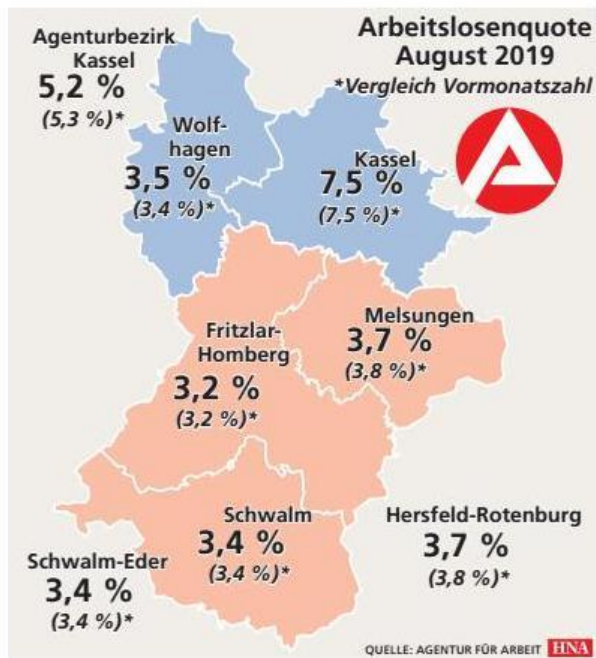 Arbeitslosenquote
August 2019
*Vergleich Vormonatszahl
Agenturbezirk
Kassel
5,2 %
(5,3 %)*
Wolf-
hagen
3,5 %
(3,4 %)*
Kassel
7,5 %
(7,5 %)*
Melsungen
3,7 %
(3,8 %)*
Fritzlar-
Homberg
3,2 %
(3,2 %)*
Schwalm
3,4 %
(3,4 %)*
Hersfeld-Rotenburg
3,7 %
(3,8 %)*
Schwalm-Eder
3,4 %
(3,4 %)*
QUELLE: AGENTUR FÜR ARBEIT HNA